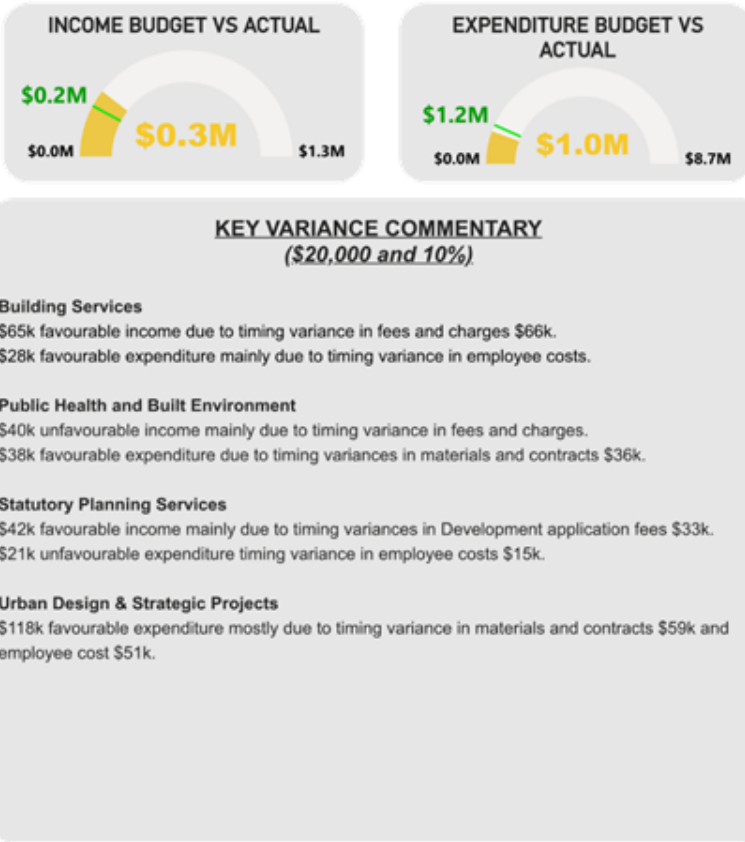 INCOME BUDGET VS ACTUAL
$0.2M
$0.3M
$0.0M
$1.3M
EXPENDITURE BUDGET VS
ACTUAL
$1.2M
$1.0M
$0.0M
$8.7M
KEY VARIANCE COMMENTARY
($20,000 and 10%)
Building Services
$65k favourable income due to timing variance in fees and charges $66k.
$28k favourable expenditure mainly due to timing variance in employee costs.
Public Health and Built Environment
$40k unfavourable income mainly due to timing variance in fees and charges.
$38k favourable expenditure due to timing variances in materials and contracts $36k.
Statutory Planning Services
$42k favourable income mainly due to timing variances in Development application fees $33k.
$21k unfavourable expenditure timing variance in employee costs $15k.
Urban Design & Strategic Projects
$118k favourable expenditure mostly due to timing variance in materials and contracts $59k and
employee cost $51k.